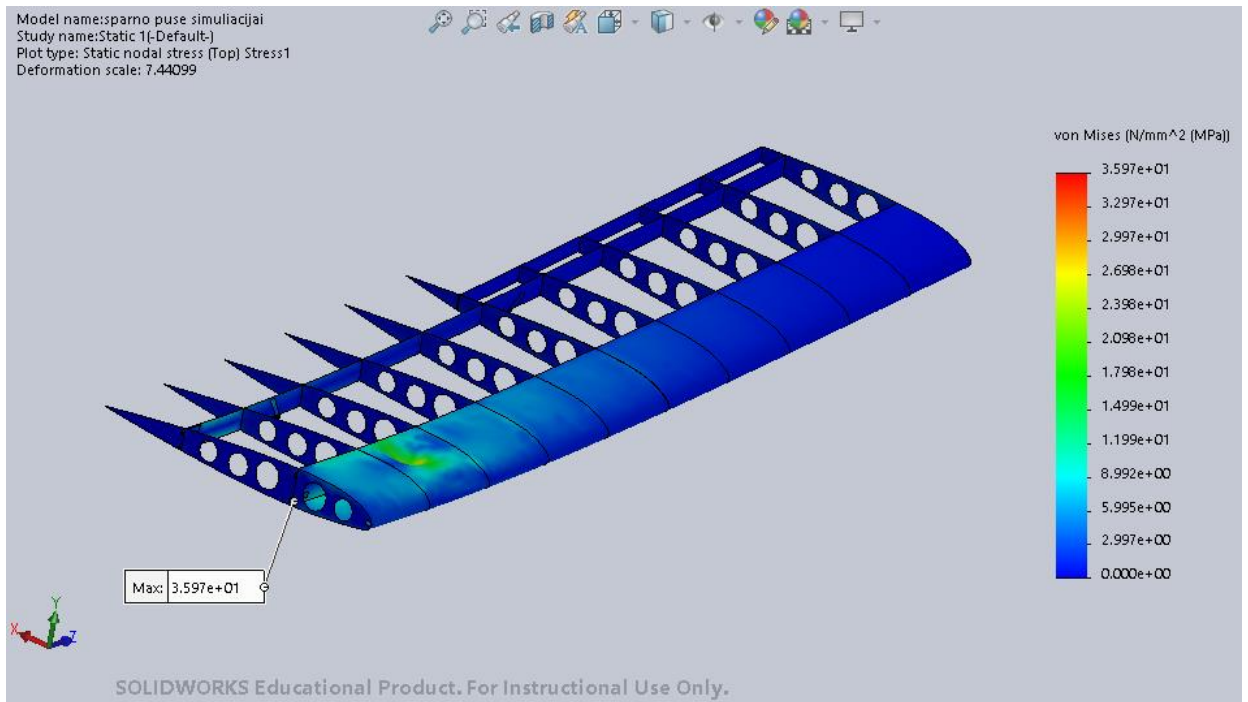 Model name:sparno puse simuliacijai
Study name:Static 1(-Default-)
Plot type: Static nodal stress (Top) Stress1
Deformation scale: 7.44099
von Mises (N/mm^2 (MPa))
3.597e+01
3.297e+01
2.997e+01
2.698e+01
2.398e+01
2.098e+01
1.798e+01
1.499e+01
1.199e+01
8.992e+00
5.995e+00
2.997e+00
0.000e+00
Max: 3.597e+01
Y
X
Z
SOLIDWORKS Educational Product. For Instructional Use Only.